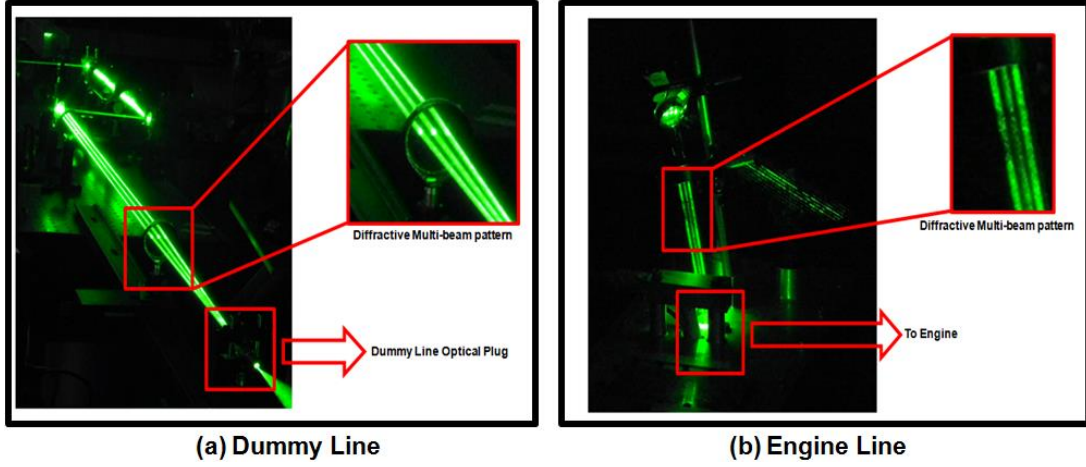 Diffractive Multi-beam pattern
Dummy Line Optical Plug
(a) Dummy Line
Diffractive Multi-beam pattern
To Engine
(b) Engine Line